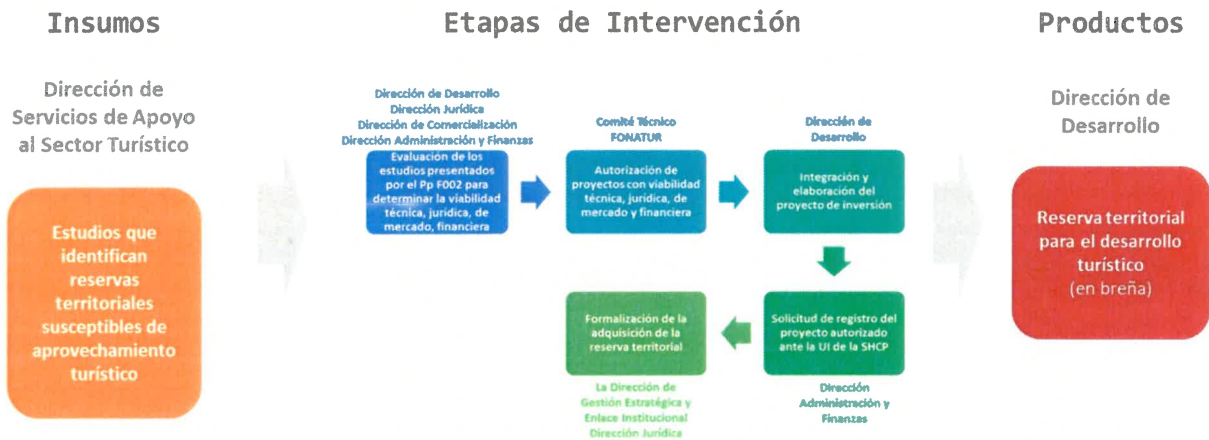 Insumos
Etapas de Intervención
Productos
Dirección de
Servicios de Apoyo
al Sector Turístico
Estudios que
identifican
reservas
territoriales
susceptibles de
aprovechamiento
turístico
Dirección de Desarrollo
Dirección Jurídica
Dirección de Comercialización
Dirección Administración y Finanzas
Evaluación de los
estudios presentados
por el Pp F002 para
determinar la viabilidad
técnica, jurídica, de
mercado, financiera
Comité Técnico
FONATUR
Autorización de
proyectos con viabilidad
técnica, jurídica, de
mercado y financiera
Dirección de
Desarrollo
Integración y
elaboración del
proyecto de inversión
Solicitud de registro del
proyecto autorizado
ante la UI de la SHCP
Dirección
Administración y
Finanzas
Formalización de la
adquisición de la
reserva territorial
La Dirección de
Gestión Estratégica y
Enlace Institucional
Dirección Jurídica
Dirección de
Desarrollo
Reserva territorial
para el desarrollo
turístico
(en breña)